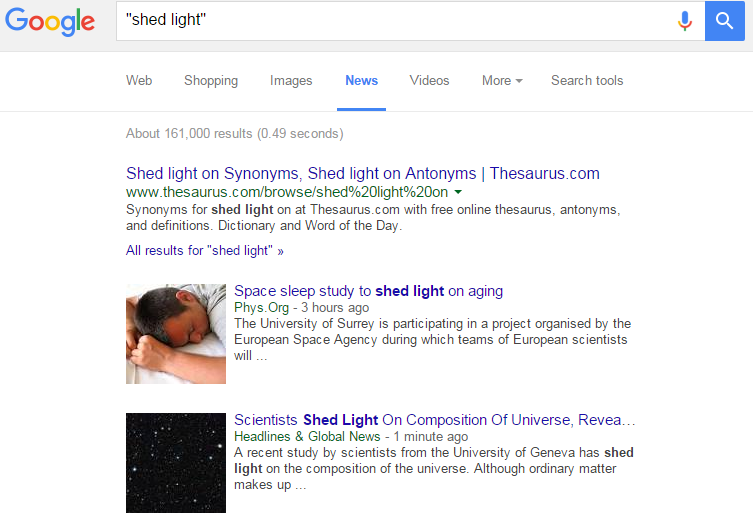 Google
"shed light"
Web Shopping Images News Videos More Search tools
About 161,000 results (0.49 seconds)
Shed light on Synonyms, Shed light on Antonyms | Thesaurus.com
www.thesaurus.com/browse/shed%20light%20on
Synonyms for shed light on at Thesaurus.com with free online thesaurus, antonyms,
and definitions. Dictionary and Word of the Day.
All results for "shed light" »
Space sleep study to shed light on aging
Phys.Org - 3 hours ago
The University of Surrey is participating in a project organised by the
European Space Agency during which teams of European scientists
will ...
Scientists Shed Light On Composition Of Universe, Revea…
Headlines & Global News - 1 minute ago
A recent study by scientists from the University of Geneva has shed
light on the composition of the universe. Although ordinary matter
makes up ...